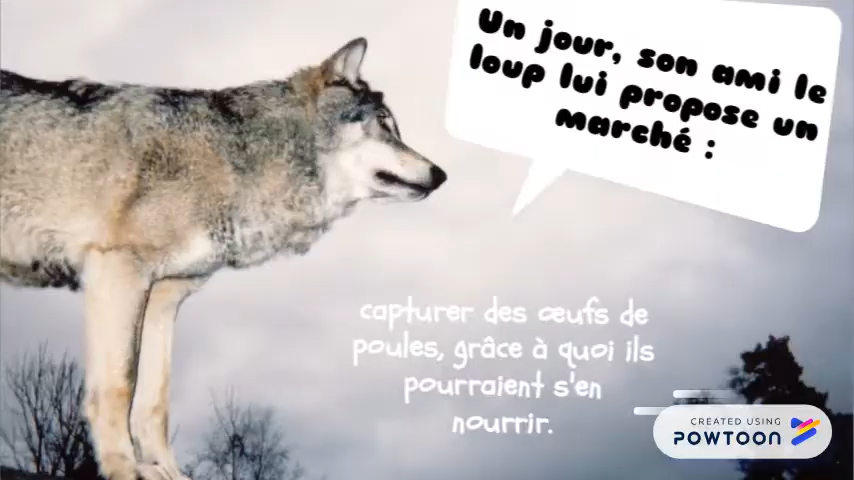 Un jour, son ami le
loup lui propose un
marché :
capturer des œufs de
poules, grâce à quoi ils
pourraient s'en
nourrir.
CREATED USING
POWTOON